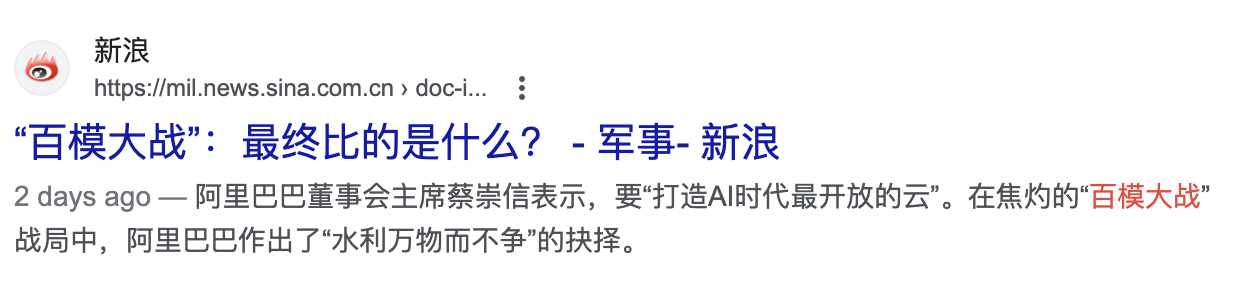 新浪
https://mil.news.sina.com.cn › doc-i...
“百模大战”：最终比的是什么？ - 军事- 新浪
2 days ago — 阿里巴巴董事会主席蔡崇信表示，要“打造AI时代最开放的云”。在焦灼的“百模大战”
战局中，阿里巴巴作出了“水利万物而不争”的抉择。